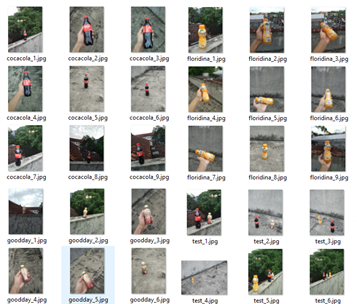 cocacola_1.jpg cocacola_2.jpg cocacola_3.jpg floridina_1.jpg floridina_2.jpg floridina_3.jpg
cocacola_4.jpg cocacola_5.jpg cocacola_6.jpg floridina_4.jpg floridina_5.jpg floridina_6.jpg
cocacola_7.jpg cocacola_8.jpg cocacola_9.jpg floridina_7.jpg floridina_8.jpg floridina_9.jpg
goodday_1.jpg goodday_2.jpg goodday_3.jpg test_1.jpg test_2.jpg test_3.jpg
goodday_4.jpg goodday_5.jpg goodday_6.jpg test_4.jpg test_5.jpg test_6.jpg